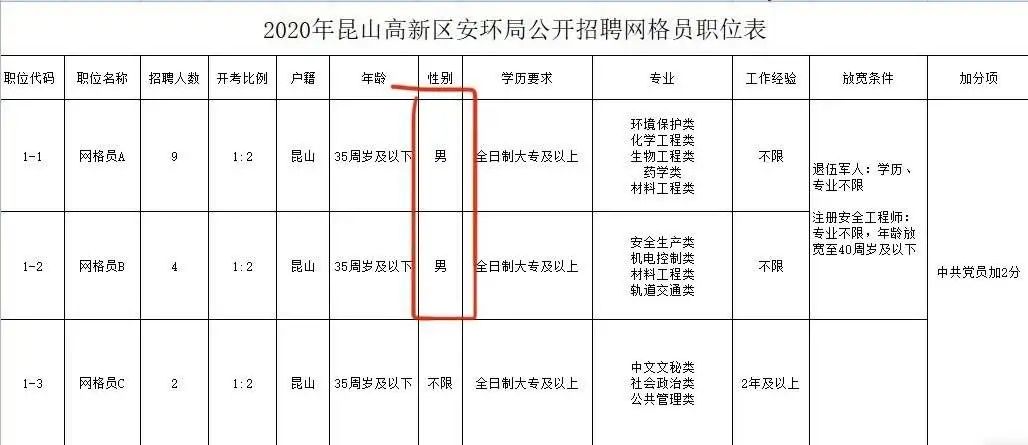 2020年昆山高新区安环局公开招聘网格员职位表
职位代码 职位名称 招聘人数 开考比例 户籍 年龄 性别 学历要求 专业 工作经验 放宽条件 加分项
1-1 网格员A 9 1:2 昆山 35周岁及以下 男 全日制大专及以上
环境保护类
化学工程类
生物工程类
药学类
材料工程类
不限
1-2 网格员B 4 1:2 昆山 35周岁及以下 男 全日制大专及以上
安全生产类
机电控制类
材料工程类
轨道交通类
不限
退伍军人：学历、
专业不限
注册安全工程师：
专业不限，年龄放
宽至40周岁及以下
中共党员加2分
1-3 网格员C 2 1:2 昆山 35周岁及以下 不限 全日制大专及以上
中文文秘类
社会政治类
公共管理类
2年及以上